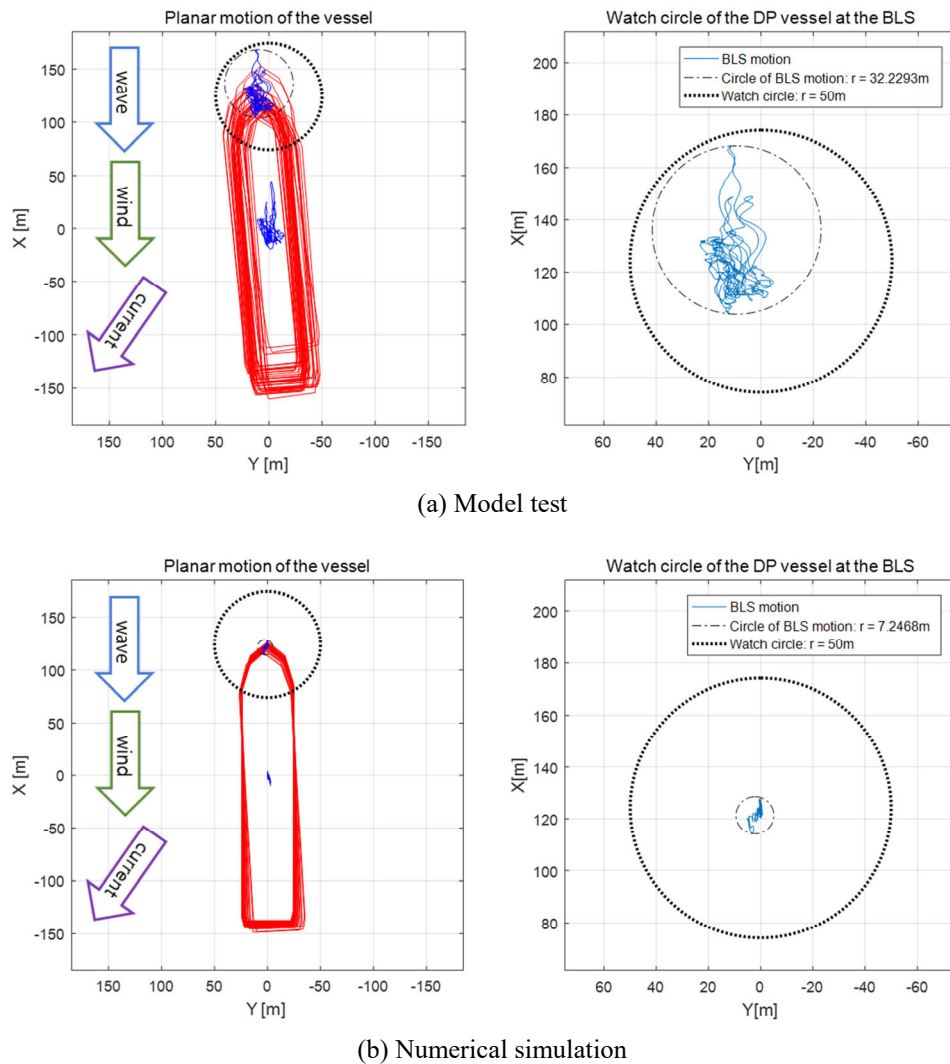 Planar motion of the vessel
Watch circle of the DP vessel at the BLS
wave
wind
current
X [m]
150
100
50
0
-50
-100
-150
150 100 50 0 -50 -100 -150
Y [m]
BLS motion
Circle of BLS motion: r = 32.2293m
Watch circle: r = 50m
X[m]
200
180
160
140
120
100
80
60 40 20 0 -20 -40 -60
Y[m]
(a) Model test
Planar motion of the vessel
Watch circle of the DP vessel at the BLS
wave
wind
current
X [m]
150
100
50
0
-50
-100
-150
150 100 50 0 -50 -100 -150
Y [m]
BLS motion
Circle of BLS motion: r = 7.2468m
Watch circle: r = 50m
X[m]
200
180
160
140
120
100
80
60 40 20 0 -20 -40 -60
Y[m]
(b) Numerical simulation